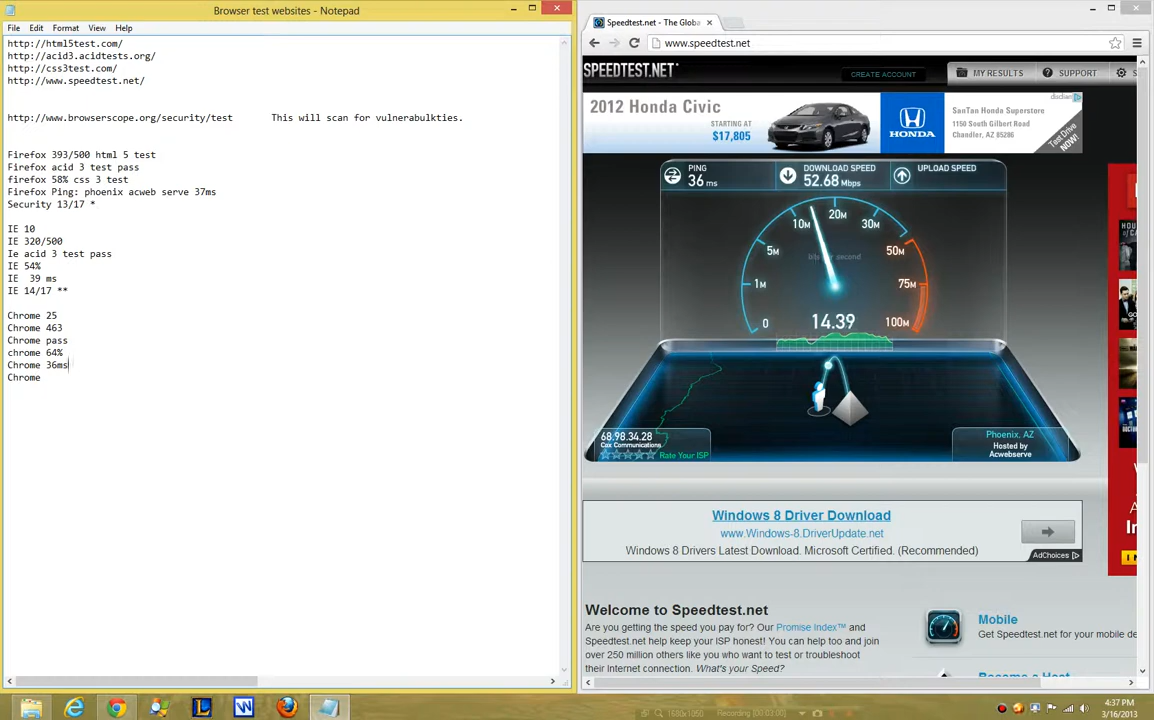 Browser test websites - Notepad
File Edit Format View Help
http://html5test.com/
http://acid3.acidtests.org/
http://css3test.com/
http://www.speedtest.net/
http://www.browserscope.org/security/test This will scan for vulnerabulkties.
Firefox 393/500 html 5 test
Firefox acid 3 test pass
firefox 58% css 3 test
Firefox Ping: phoenix acweb serve 37ms
Security 13/17 *
IE 10
IE 320/500
Ie acid 3 test pass
IE 54%
IE 39 ms
IE 14/17 **
Chrome 25
Chrome 463
Chrome pass
chrome 64%
Chrome 36ms
Chrome
Speedtest.net - The Globa
www.speedtest.net
SPEEDTEST.NET
CREATE ACCOUNT
MY RESULTS
SUPPORT
S
2012 Honda Civic
STARTING AT
$17,805
HONDA
SanTan Honda Superstore
1150 South Gilbert Road
Chandler, AZ 85286
Test Drive
NOW!
PING
36 ms
DOWNLOAD SPEED
52.68 Mbps
UPLOAD SPEED
0 1M 5M 10M 20M 30M 50M 75M 100M
14.39
68.98.34.28
Cox Communications
Rate Your ISP
Phoenix, AZ
Hosted by
Acwebserve
Windows 8 Driver Download
www.Windows-8.DriverUpdate.net
Windows 8 Drivers Latest Download. Microsoft Certified. (Recommended)
AdChoices
Welcome to Speedtest.net
Are you getting the speed you pay for? Our Promise Index™ and
Speedtest.net help keep your ISP honest! You can help too and join
over 250 million others like you who want to test or troubleshoot
their Internet connection. What's your Speed?
Mobile
Get Speedtest.net for your mobile de
Become a Host
1680x1050
Recording [00:03:00]
4:37 PM
3/16/2013